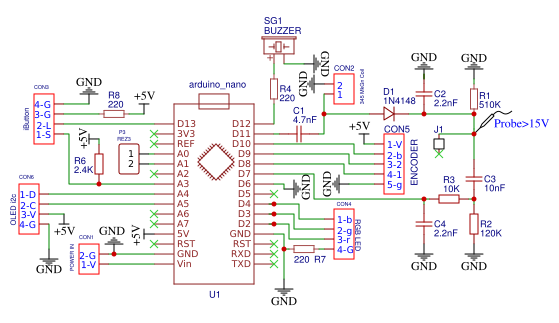 SG1
BUZZER
GND
CON2
2
1
345 MHzin Coil
GND
GND
GND
CON3
iButton
4-G
3-G
2-L
1-S
GND
R8
220
+5V
arduino_nano
R4
220
C1
4.7nF
D1
1N4148
C2
2.2nF
R1
510K
Probe>15V
+5V
R6
2.4K
P3
REZ3
1
2
D13
3V3
REF
A0
A1
A2
A3
A4
A5
A6
A7
5V
RST
GND
Vin
D12
D11
D10
D9
D8
D7
D6
D5
D4
D3
D2
GND
RST
RXD
TXD
U1
+5V
CON5
1-V
2-b
3-2
4-1
5-g
ENCODER
GND
J1
GND
R3
10K
C3
10nF
CON6
OLED i2c
1-D
2-C
3-V
4-G
+5V
GND
CON1
POWER IN
2-G
1-V
GND
+5V
CON4
1-b
2-g
3-r
4-G
RGB LED
220
R7
GND
C4
2.2nF
R2
120K
GND
GND